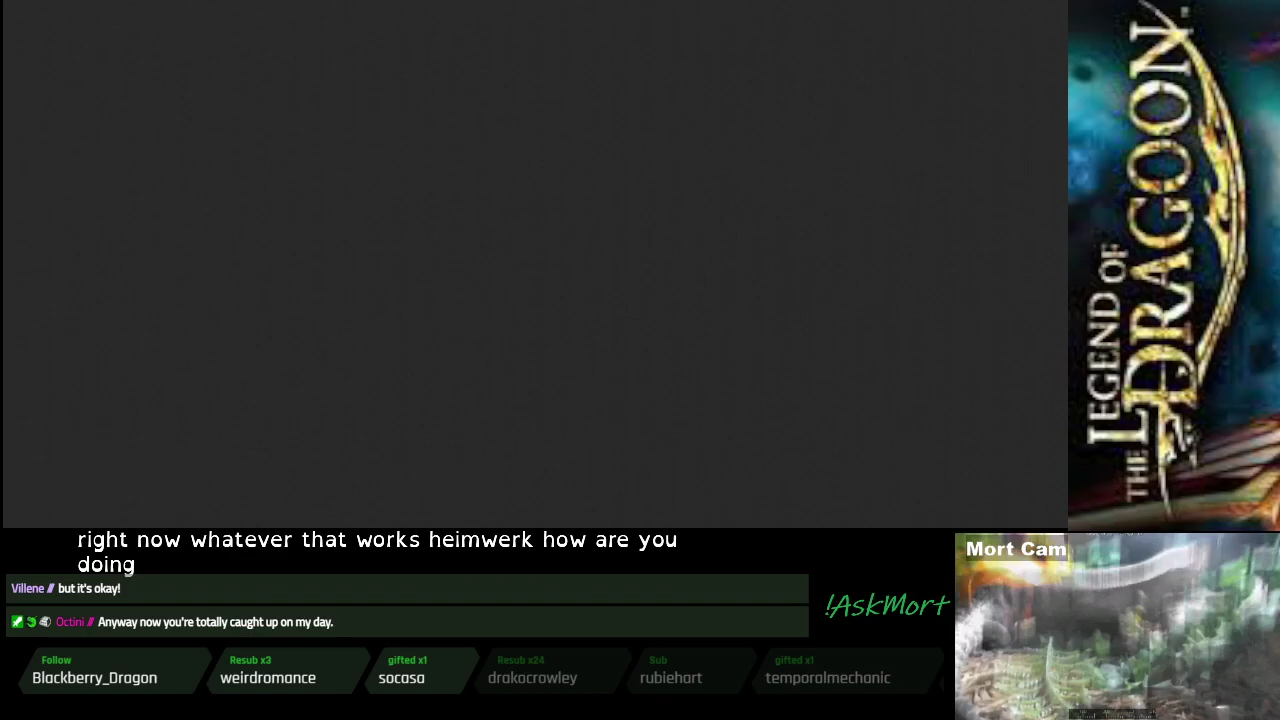 THE LEGEND OF
DRAGOON
right now whatever that works heimwerk how are you
doing
Mort Cam
Villene // but it's okay!
!AskMort
Octini // Anyway now you're totally caught up on my day.
Follow
Blackberry_Dragon
Resub x3
weirdromance
gifted x1
socasa
Resub x24
drakocrowley
Sub
rubiehart
gifted x1
temporalmechanic